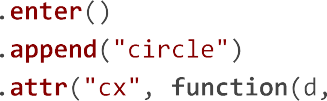 .enter()
.append("circle")
.attr("cx", function(d,